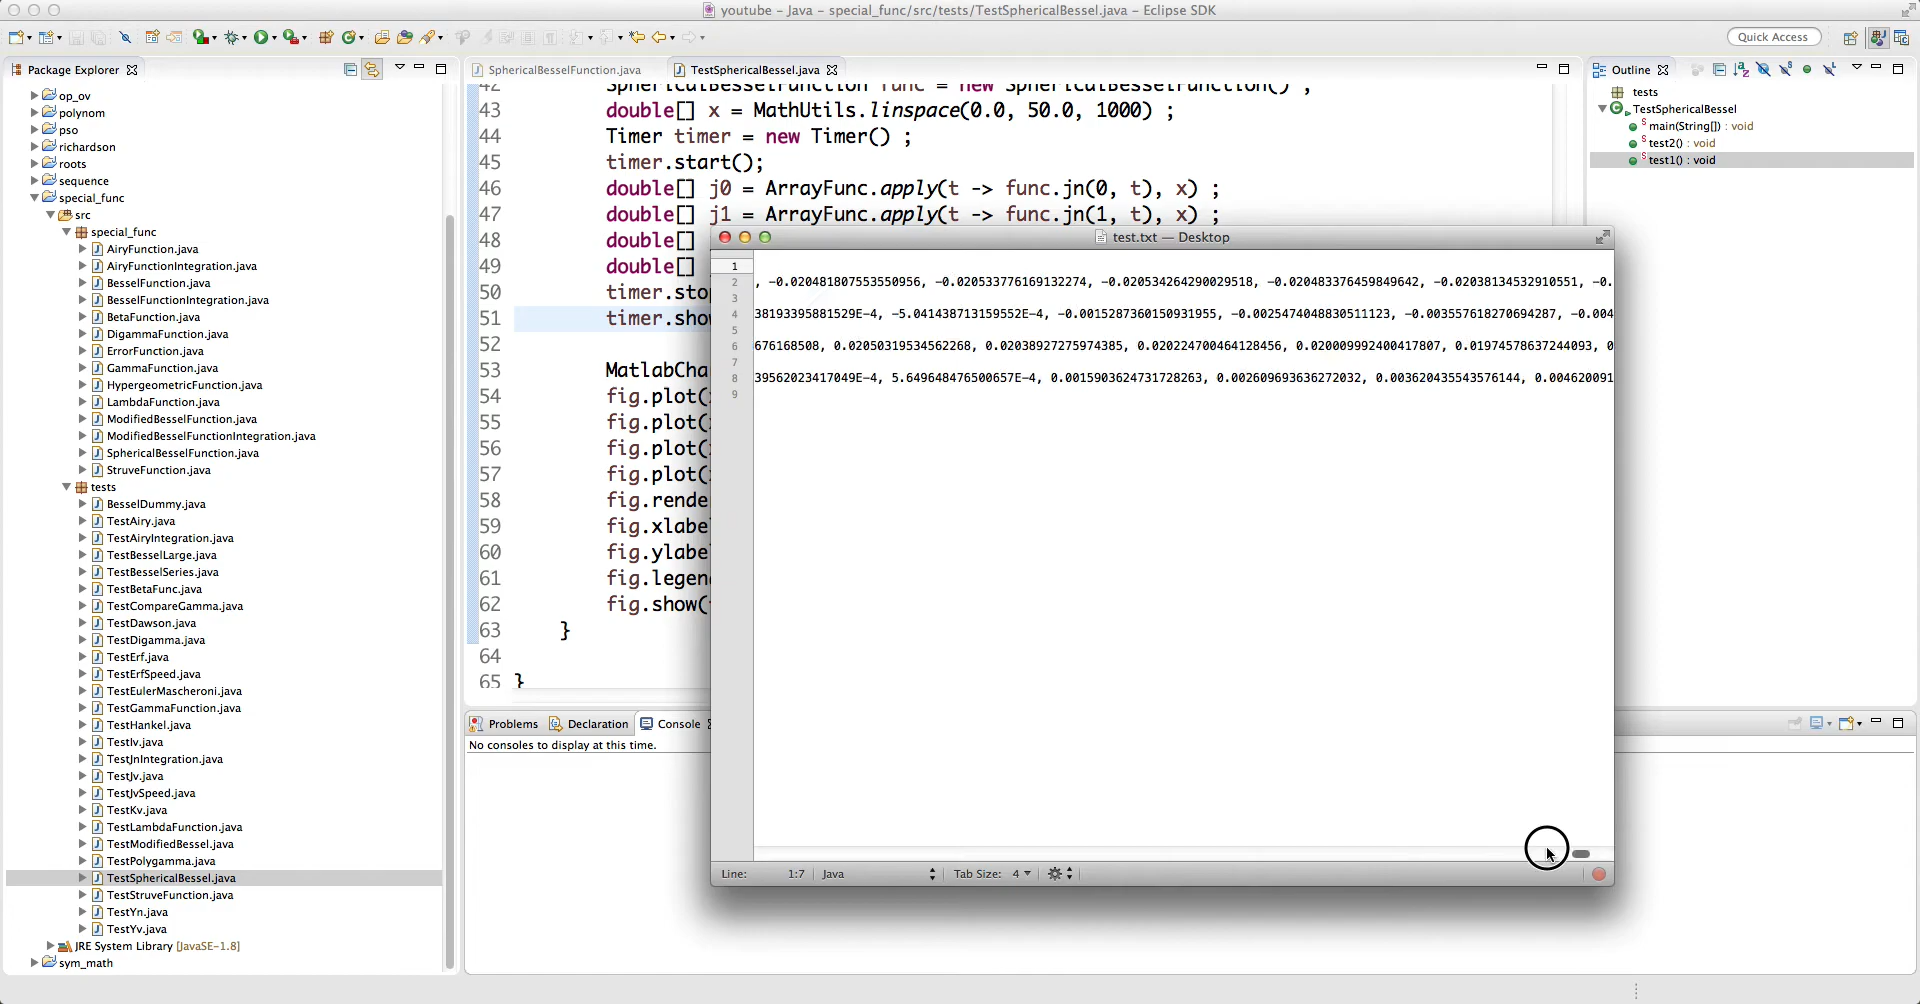 youtube - Java - special_func/src/tests/TestSphericalBessel.java - Eclipse SDK
Quick Access
Package Explorer
op_ov
polynom
pso
richardson
roots
sequence
special_func
src
special_func
AiryFunction.java
AiryFunctionIntegration.java
BesselFunction.java
BesselFunctionIntegration.java
BetaFunction.java
DigammaFunction.java
ErrorFunction.java
GammaFunction.java
HypergeometricFunction.java
LambdaFunction.java
ModifiedBesselFunction.java
ModifiedBesselFunctionIntegration.java
SphericalBesselFunction.java
StruveFunction.java
tests
BesselDummy.java
TestAiry.java
TestAiryIntegration.java
TestBesselLarge.java
TestBesselSeries.java
TestBetaFunc.java
TestCompareGamma.java
TestDawson.java
TestDigamma.java
TestErf.java
TestErfSpeed.java
TestEulerMascheroni.java
TestGammaFunction.java
TestHankel.java
TestIv.java
TestJnIntegration.java
TestJv.java
TestJvSpeed.java
TestKv.java
TestLambdaFunction.java
TestModifiedBessel.java
TestPolygamma.java
TestSphericalBessel.java
TestStruveFunction.java
TestYn.java
TestYv.java
JRE System Library [JavaSE-1.8]
sym_math
SphericalBesselFunction.java
TestSphericalBessel.java
42 SphericalBesselFunction func = new SphericalBesselFunction() ;
43 double[] x = MathUtils.linspace(0.0, 50.0, 1000) ;
44 Timer timer = new Timer() ;
45 timer.start();
46 double[] j0 = ArrayFunc.apply(t -> func.jn(0, t), x) ;
47 double[] j1 = ArrayFunc.apply(t -> func.jn(1, t), x) ;
48 double[]
49 double[]
50 timer.sto
51 timer.sho
52
53 MatlabCha
54 fig.plot(
55 fig.plot(
56 fig.plot(
57 fig.plot(
58 fig.rende
59 fig.xlabe
60 fig.ylabe
61 fig.legen
62 fig.show(
63 }
64
65 }
test.txt — Desktop
1
2 , -0.020481807553550956, -0.020533776169132274, -0.020534264290029518, -0.020483376459849642, -0.02038134532910551, -0.
3
4 38193395881529E-4, -5.041438713159552E-4, -0.0015287360150931955, -0.0025474048830511123, -0.003557618270694287, -0.004
5
6 676168508, 0.02050319534562268, 0.02038927275974385, 0.020224700464128456, 0.020009992400417807, 0.01974578637244093, 0
7
8 39562023417049E-4, 5.649648476500657E-4, 0.0015903624731728263, 0.002609693636272032, 0.003620435543576144, 0.004620091
9
Line: 1:7 Java Tab Size: 4
Problems
Declaration
Console
No consoles to display at this time.
Outline
tests
TestSphericalBessel
main(String[]) : void
test2() : void
test1() : void